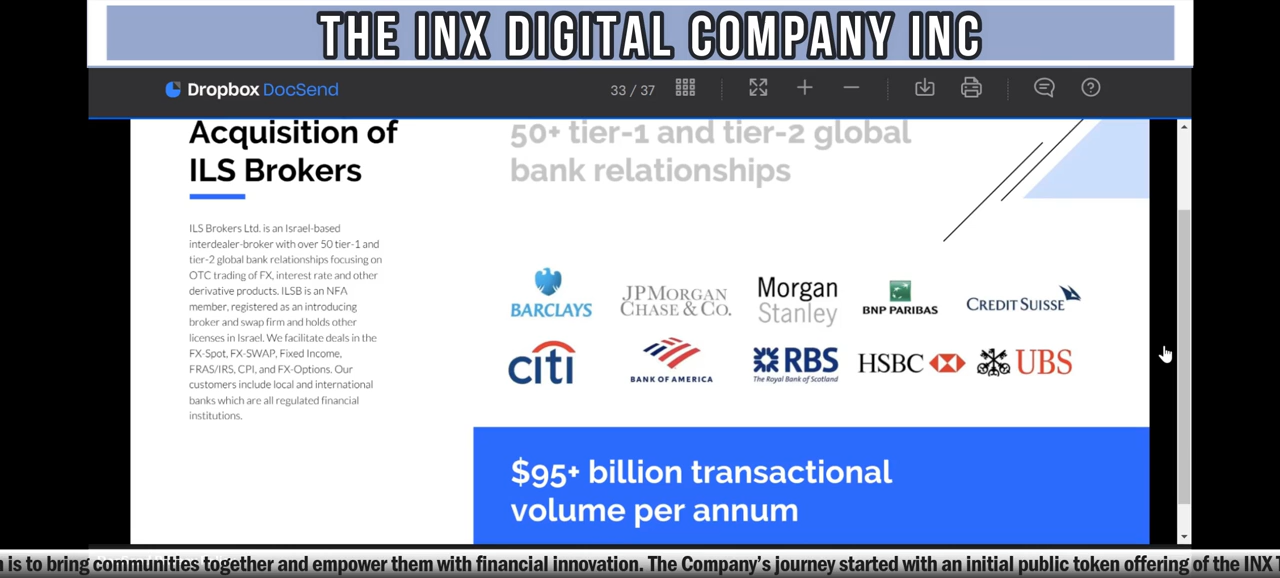 THE INX DIGITAL COMPANY INC
Dropbox DocSend
33 / 37
Acquisition of
ILS Brokers
ILS Brokers Ltd. is an Israel-based
interdealer-broker with over 50 tier-1 and
tier-2 global bank relationships focusing on
OTC trading of FX, interest rate and other
derivative products. ILSB is an NFA
member, registered as an introducing
broker and swap firm and holds other
licenses in Israel. We facilitate deals in the
FX-Spot, FX-SWAP, Fixed Income,
FRAS/IRS, CPI, and FX-Options. Our
customers include local and international
banks which are all regulated financial
institutions.
50+ tier-1 and tier-2 global
bank relationships
BARCLAYS
JPMORGAN
CHASE & CO.
Morgan
Stanley
BNP PARIBAS
CREDIT SUISSE
citi
BANK OF AMERICA
RBS
The Royal Bank of Scotland
HSBC
UBS
$95+ billion transactional
volume per annum
n is to bring communities together and empower them with financial innovation. The Company's journey started with an initial public token offering of the INX